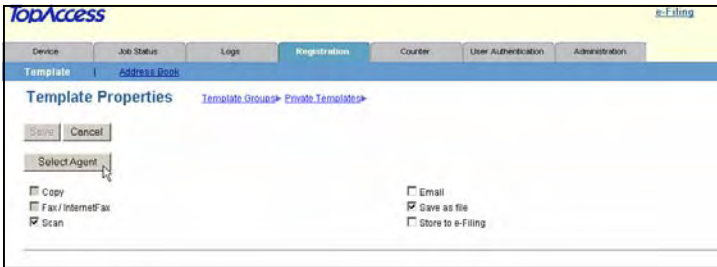 TopAccess
e-Filing
Device Job Status Logs Registration Counter User Authentication Administration
Template | Address Book
Template Properties Template Groups Private Templates
Save Cancel
Select Agent
Copy Email
Fax / InternetFax Save as file
Scan Store to e-Filing